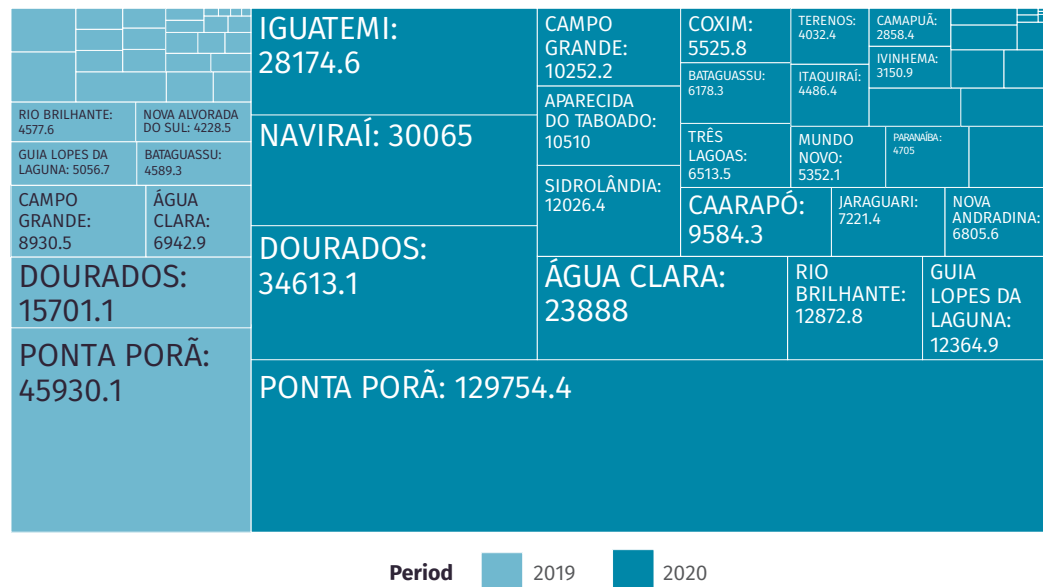 RIO BRILHANTE:
4577.6
NOVA ALVORADA
DO SUL: 4228.5
GUIA LOPES DA
LAGUNA: 5056.7
BATAGUASSU:
4589.3
CAMPO
GRANDE:
8930.5
ÁGUA
CLARA:
6942.9
DOURADOS:
15701.1
PONTA PORÃ:
45930.1
IGUATEMI:
28174.6
NAVIRAÍ: 30065
DOURADOS:
34613.1
CAMPO
GRANDE:
10252.2
APARECIDA
DO TABOADO:
10510
SIDROLÂNDIA:
12026.4
COXIM:
5525.8
BATAGUASSU:
6178.3
TRÊS
LAGOAS:
6513.5
TERENOS:
4032.4
ITAQUIRAÍ:
4486.4
MUNDO
NOVO:
5352.1
CAMAPUÃ:
2858.4
IVINHEMA:
3150.9
PARANAÍBA:
4705
CAARAPÓ:
9584.3
JARAGUARI:
7221.4
NOVA
ANDRADINA:
6805.6
ÁGUA CLARA:
23888
RIO
BRILHANTE:
12872.8
GUIA
LOPES DA
LAGUNA:
12364.9
PONTA PORÃ: 129754.4
Period 2019 2020